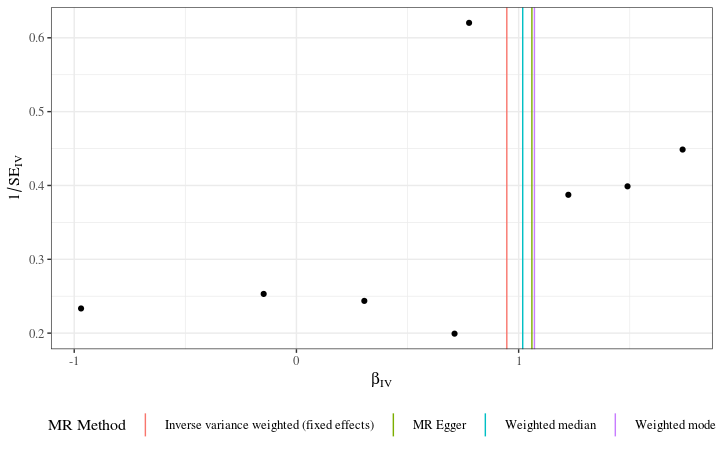 0.6
0.5
0.4
0.3
0.2
1/SE_IV
-1 0 1
β_IV
MR Method Inverse variance weighted (fixed effects) MR Egger Weighted median Weighted mode